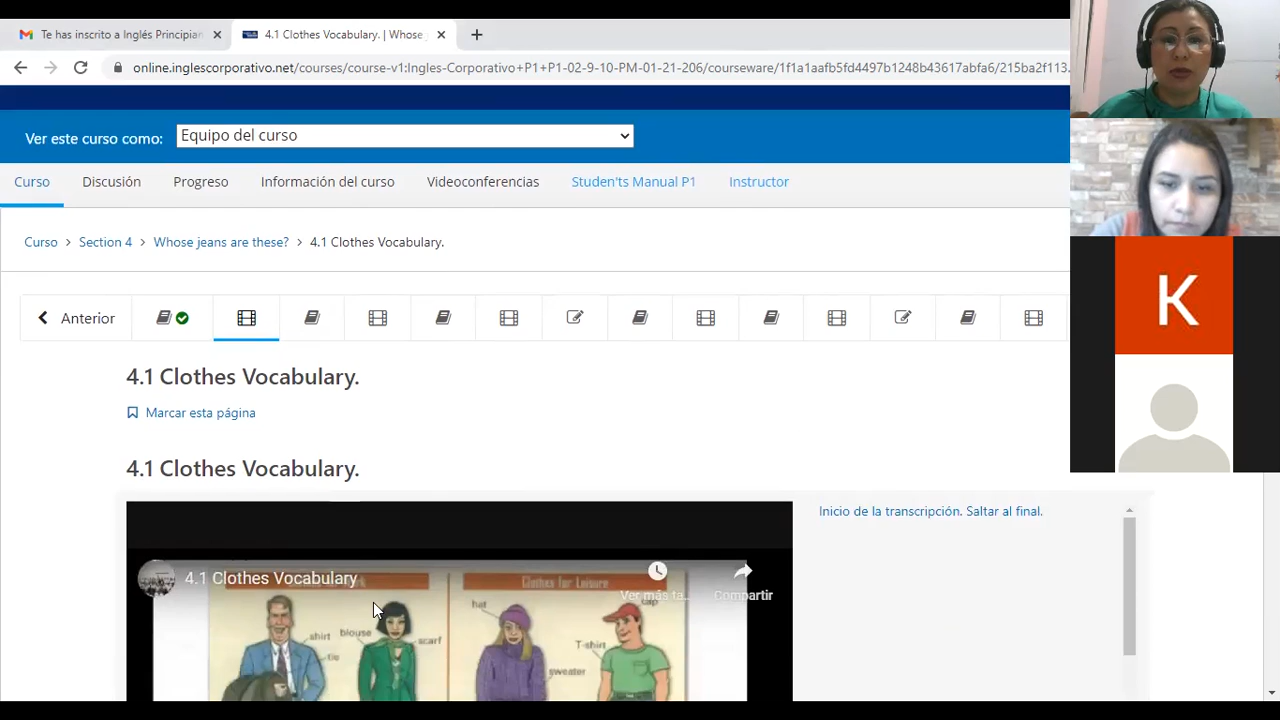 Te has inscrito a Inglés Principian
4.1 Clothes Vocabulary. | Whose
online.inglescorporativo.net/courses/course-v1:Ingles-Corporativo+P1+P1-02-9-10-PM-01-21-206/courseware/1f1a1aafb5fd4497b1248b43617abfa6/215ba2f113...
Ver este curso como:
Equipo del curso
Curso
Discusión
Progreso
Información del curso
Videoconferencias
Studen'ts Manual P1
Instructor
Curso > Section 4 > Whose jeans are these? > 4.1 Clothes Vocabulary.
Anterior
4.1 Clothes Vocabulary.
Marcar esta página
4.1 Clothes Vocabulary.
Inicio de la transcripción. Saltar al final.
4.1 Clothes Vocabulary
Clothes for Leisure
Ver más ta...
Compartir
hat
cap
shirt
blouse
scarf
tie
T-shirt
sweater
K